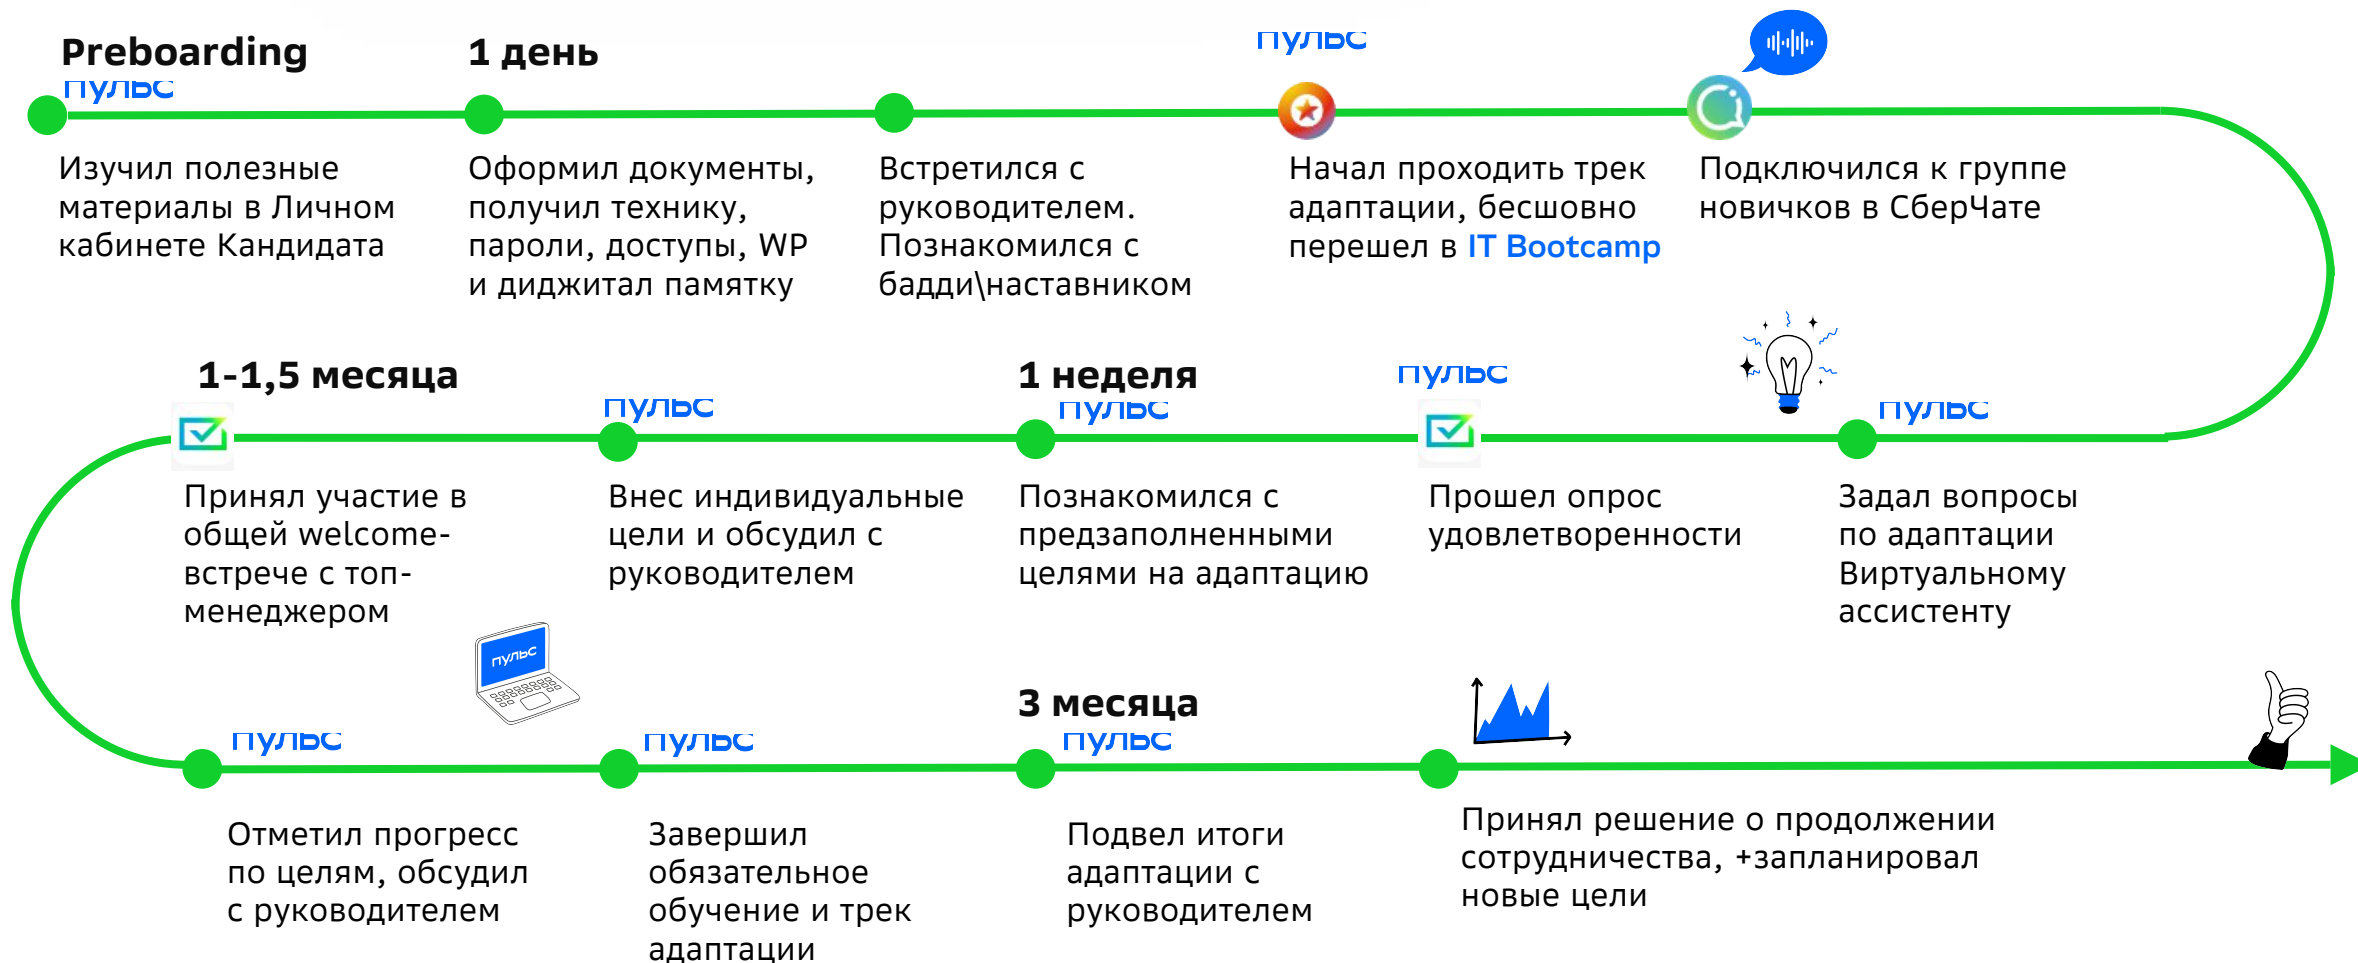 Preboarding
пульс
Изучил полезные
материалы в Личном
кабинете Кандидата
1 день
Оформил документы,
получил технику,
пароли, доступы, WP
и диджитал памятку
Встретился с
руководителем.
Познакомился с
бадди\наставником
пульс
Начал проходить трек
адаптации, бесшовно
перешел в IT Bootcamp
Подключился к группе
новичков в СберЧате
пульс
Задал вопросы
по адаптации
Виртуальному
ассистенту
пульс
Прошел опрос
удовлетворенности
1 неделя
пульс
Познакомился с
предзаполненными
целями на адаптацию
пульс
Внес индивидуальные
цели и обсудил с
руководителем
1-1,5 месяца
Принял участие в
общей welcome-
встрече с топ-
менеджером
пульс
Отметил прогресс
по целям, обсудил
с руководителем
пульс
пульс
Завершил
обязательное
обучение и трек
адаптации
3 месяца
пульс
Подвел итоги
адаптации с
руководителем
Принял решение о продолжении
сотрудничества, +запланировал
новые цели